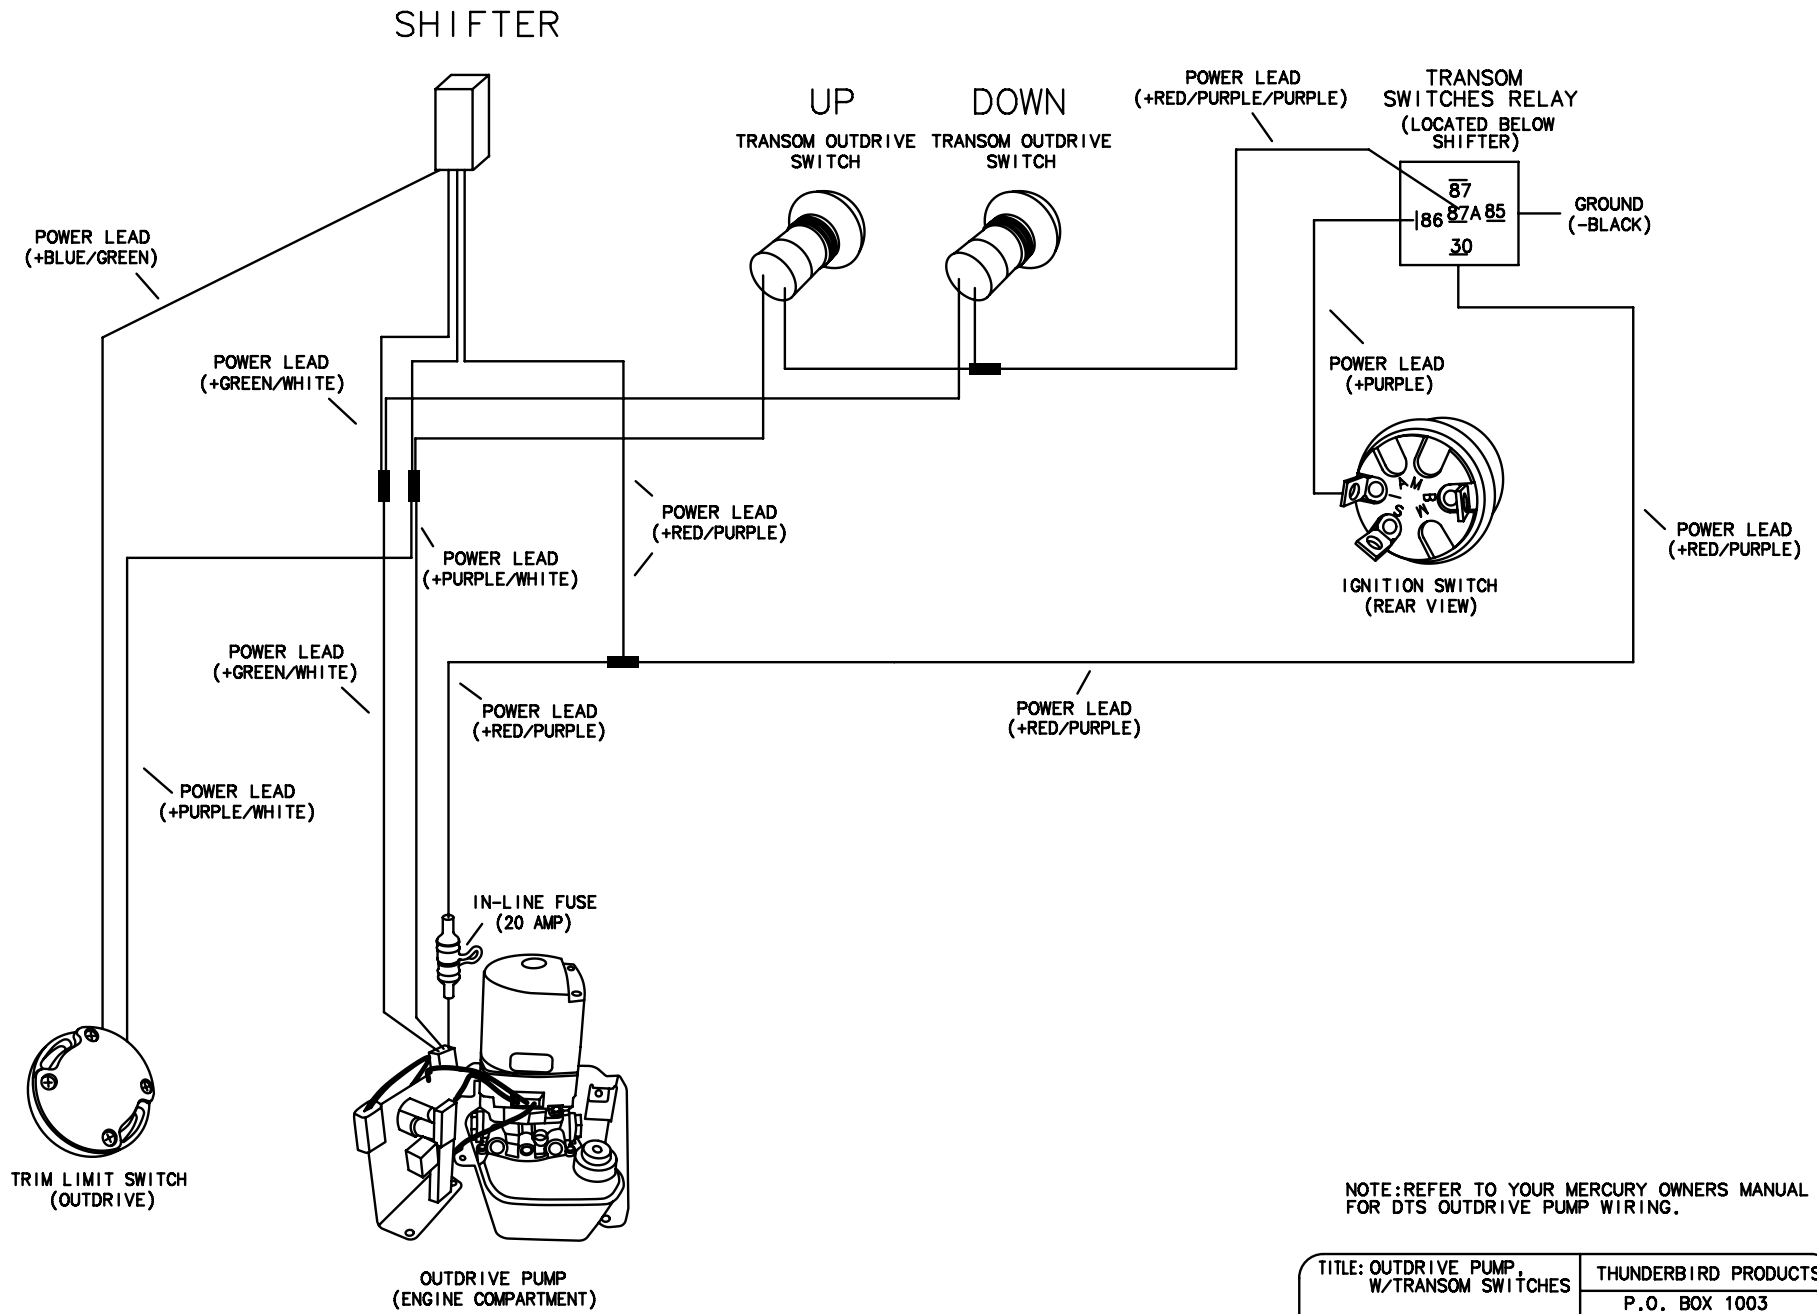 SHIFTER
UP
TRANSOM OUTDRIVE
SWITCH
DOWN
TRANSOM OUTDRIVE
SWITCH
POWER LEAD
(+RED/PURPLE/PURPLE)
TRANSOM
SWITCHES RELAY
(LOCATED BELOW
SHIFTER)
87
86 87A 85
30
GROUND
(-BLACK)
POWER LEAD
(+BLUE/GREEN)
POWER LEAD
(+GREEN/WHITE)
POWER LEAD
(+PURPLE)
POWER LEAD
(+RED/PURPLE)
A M
I B
S M
POWER LEAD
(+RED/PURPLE)
POWER LEAD
(+PURPLE/WHITE)
IGNITION SWITCH
(REAR VIEW)
POWER LEAD
(+GREEN/WHITE)
POWER LEAD
(+RED/PURPLE)
POWER LEAD
(+RED/PURPLE)
POWER LEAD
(+PURPLE/WHITE)
IN-LINE FUSE
(20 AMP)
TRIM LIMIT SWITCH
(OUTDRIVE)
OUTDRIVE PUMP
(ENGINE COMPARTMENT)
NOTE:REFER TO YOUR MERCURY OWNERS MANUAL
FOR DTS OUTDRIVE PUMP WIRING.
TITLE: OUTDRIVE PUMP,
W/TRANSOM SWITCHES
THUNDERBIRD PRODUCTS
P.O. BOX 1003